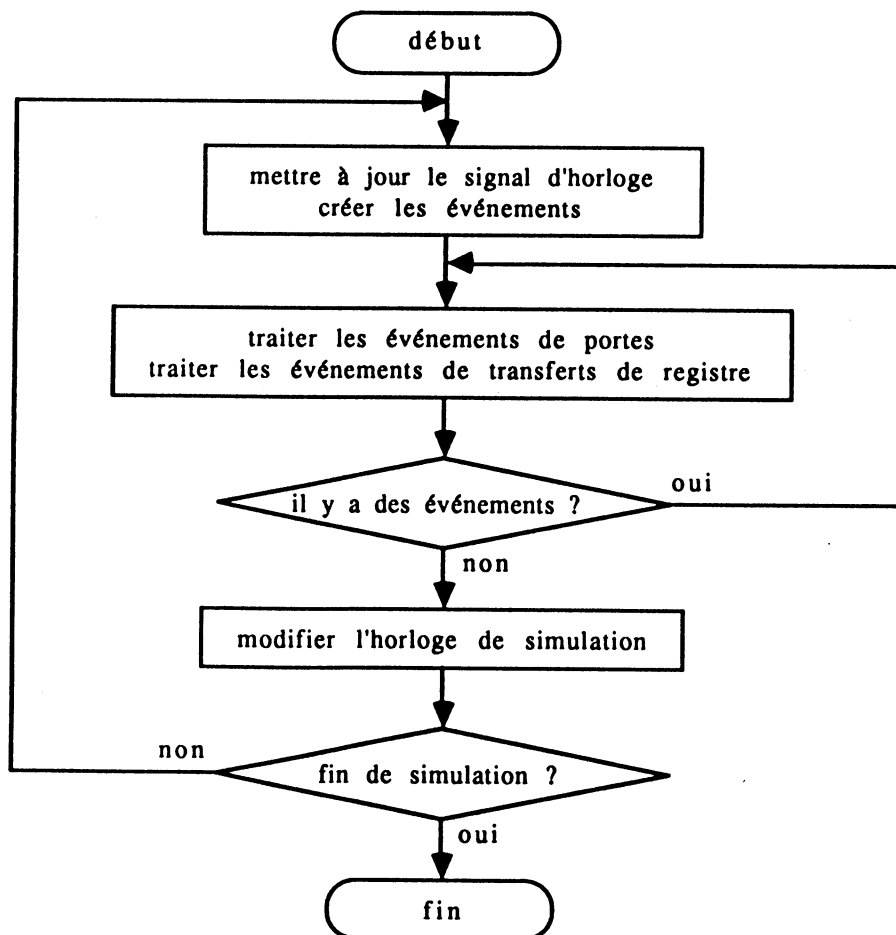 début
mettre à jour le signal d'horloge
créer les événements
traiter les événements de portes
traiter les événements de transferts de registre
il y a des événements ?
oui
non
modifier l'horloge de simulation
non
fin de simulation ?
oui
fin